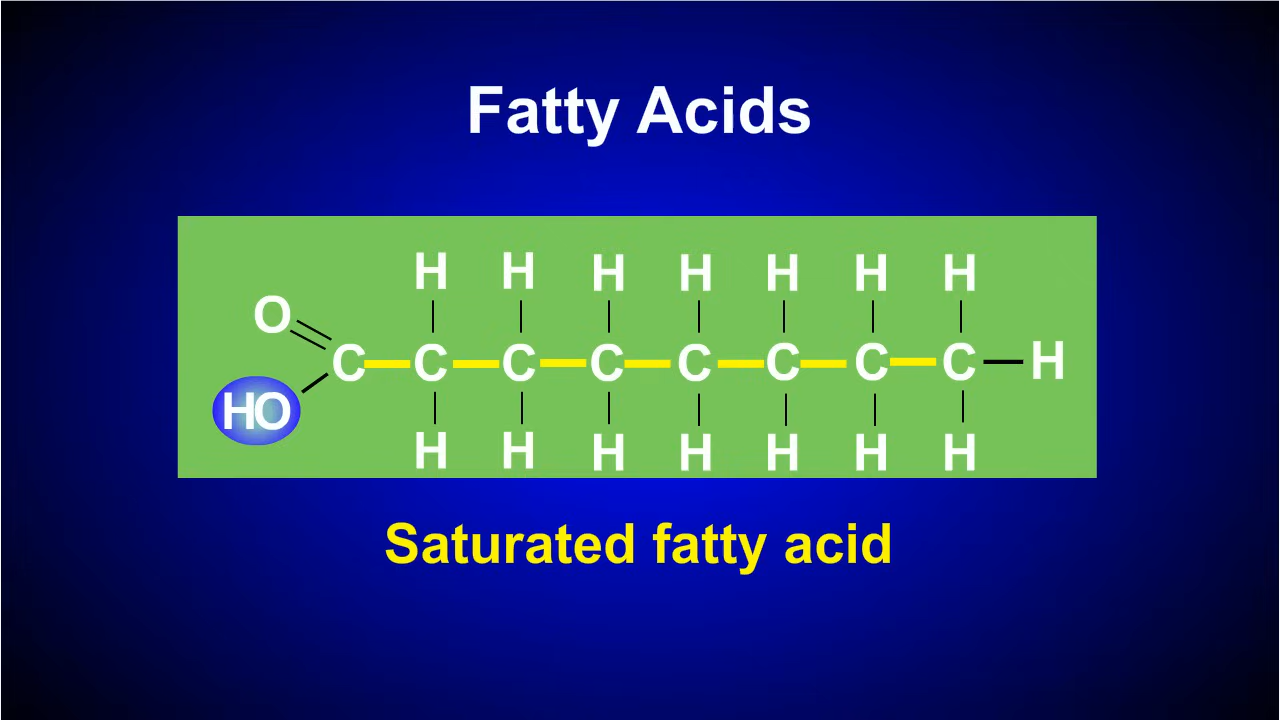 Fatty Acids
H H H H H H H
O
C C C C C C C C H
HO
H H H H H H H
Saturated fatty acid